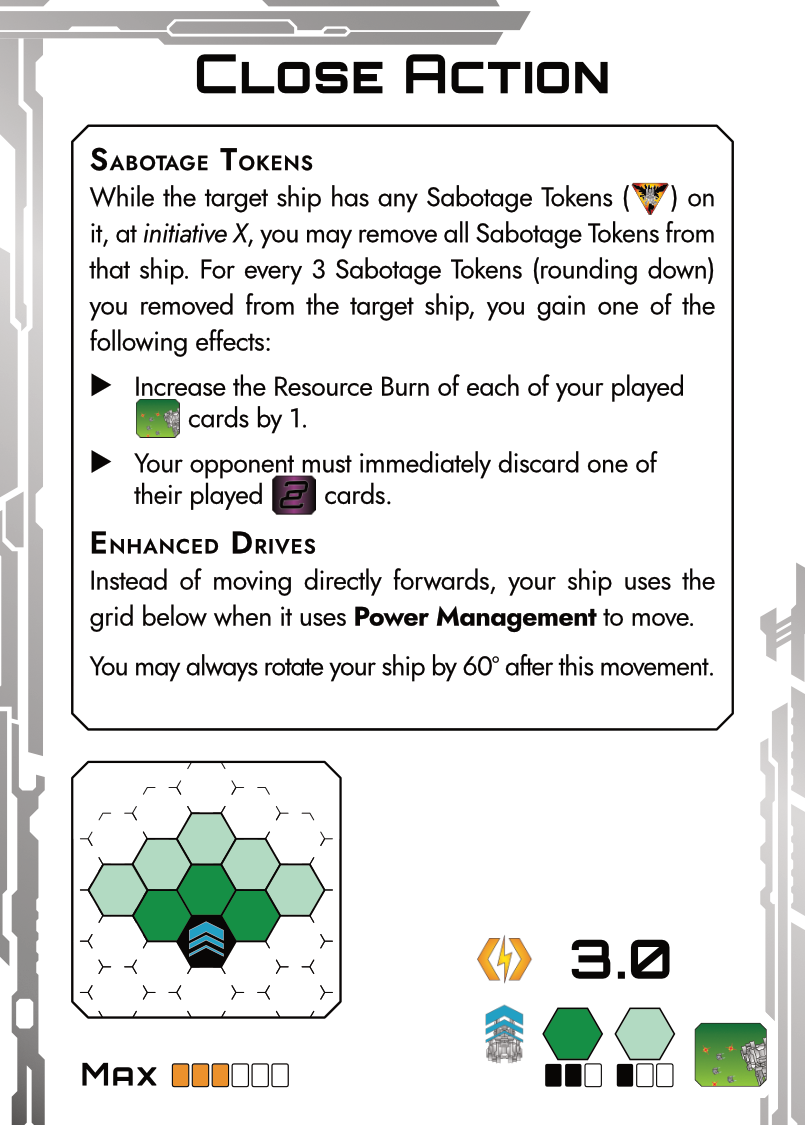 Close Action
Sabotage Tokens
While the target ship has any Sabotage Tokens ( ) on
it, at initiative X, you may remove all Sabotage Tokens from
that ship. For every 3 Sabotage Tokens (rounding down)
you removed from the target ship, you gain one of the
following effects:
▶ Increase the Resource Burn of each of your played
cards by 1.
▶ Your opponent must immediately discard one of
their played cards.
Enhanced Drives
Instead of moving directly forwards, your ship uses the
grid below when it uses Power Management to move.
You may always rotate your ship by 60° after this movement.
3.0
Max